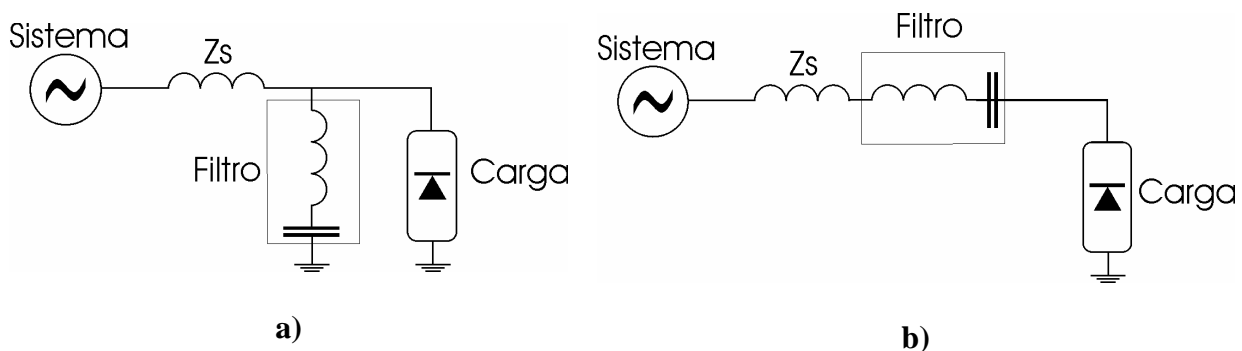 Sistema
Zs
Filtro
Carga
a)
Filtro
Sistema
Zs
Carga
b)